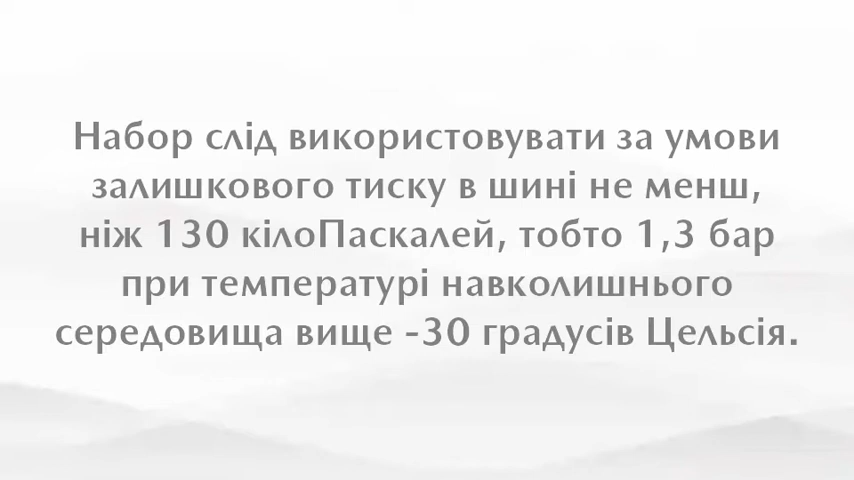 Набор слід використовувати за умови
залишкового тиску в шині не менш,
ніж 130 кілоПаскалей, тобто 1,3 бар
при температурі навколишнього
середовища вище -30 градусів Цельсія.